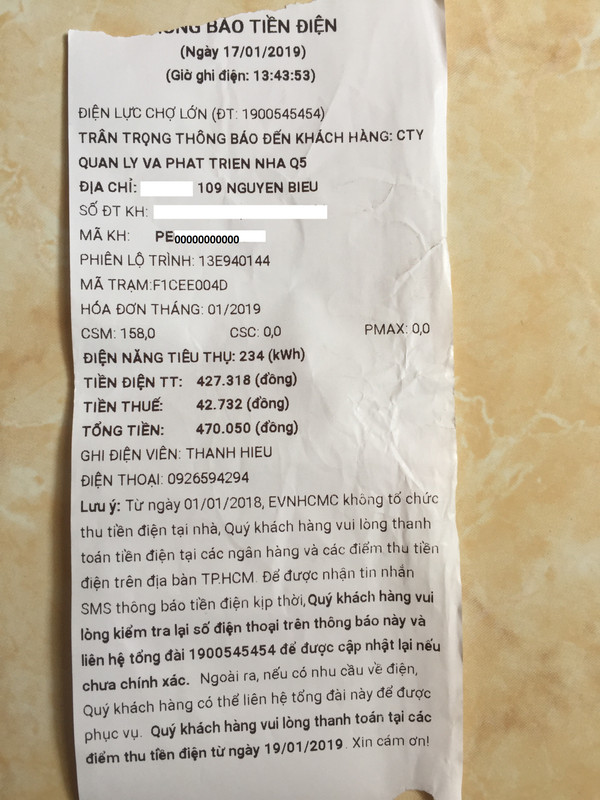 BÁO TIỀN ĐIỆN
(Ngày 17/01/2019)
(Giờ ghi điện: 13:43:53)
ĐIỆN LỰC CHỢ LỚN (ĐT: 1900545454)
TRÂN TRỌNG THÔNG BÁO ĐẾN KHÁCH HÀNG: CTY
QUAN LY VA PHAT TRIEN NHA Q5
ĐỊA CHỈ: 109 NGUYEN BIEU
SỐ ĐT KH:
MÃ KH: PE00000000000
PHIÊN LỘ TRÌNH: 13E940144
MÃ TRẠM:F1CEE004D
HÓA ĐƠN THÁNG: 01/2019
CSM: 158,0 CSC: 0,0 PMAX: 0,0
ĐIỆN NĂNG TIÊU THỤ: 234 (kWh)
TIỀN ĐIỆN TT: 427.318 (đồng)
TIỀN THUẾ: 42.732 (đồng)
TỔNG TIỀN: 470.050 (đồng)
GHI ĐIỆN VIÊN: THANH HIEU
ĐIỆN THOẠI: 0926594294
Lưu ý: Từ ngày 01/01/2018, EVNHCMC không tổ chức
thu tiền điện tại nhà, Quý khách hàng vui lòng thanh
toán tiền điện tại các ngân hàng và các điểm thu tiền
điện trên địa bàn TP.HCM. Để được nhận tin nhắn
SMS thông báo tiền điện kịp thời, Quý khách hàng vui
lòng kiểm tra lại số điện thoại trên thông báo này và
liên hệ tổng đài 1900545454 để được cập nhật lại nếu
chưa chính xác. Ngoài ra, nếu có nhu cầu về điện,
Quý khách hàng có thể liên hệ tổng đài này để được
phục vụ. Quý khách hàng vui lòng thanh toán tại các
điểm thu tiền điện từ ngày 19/01/2019. Xin cám ơn!